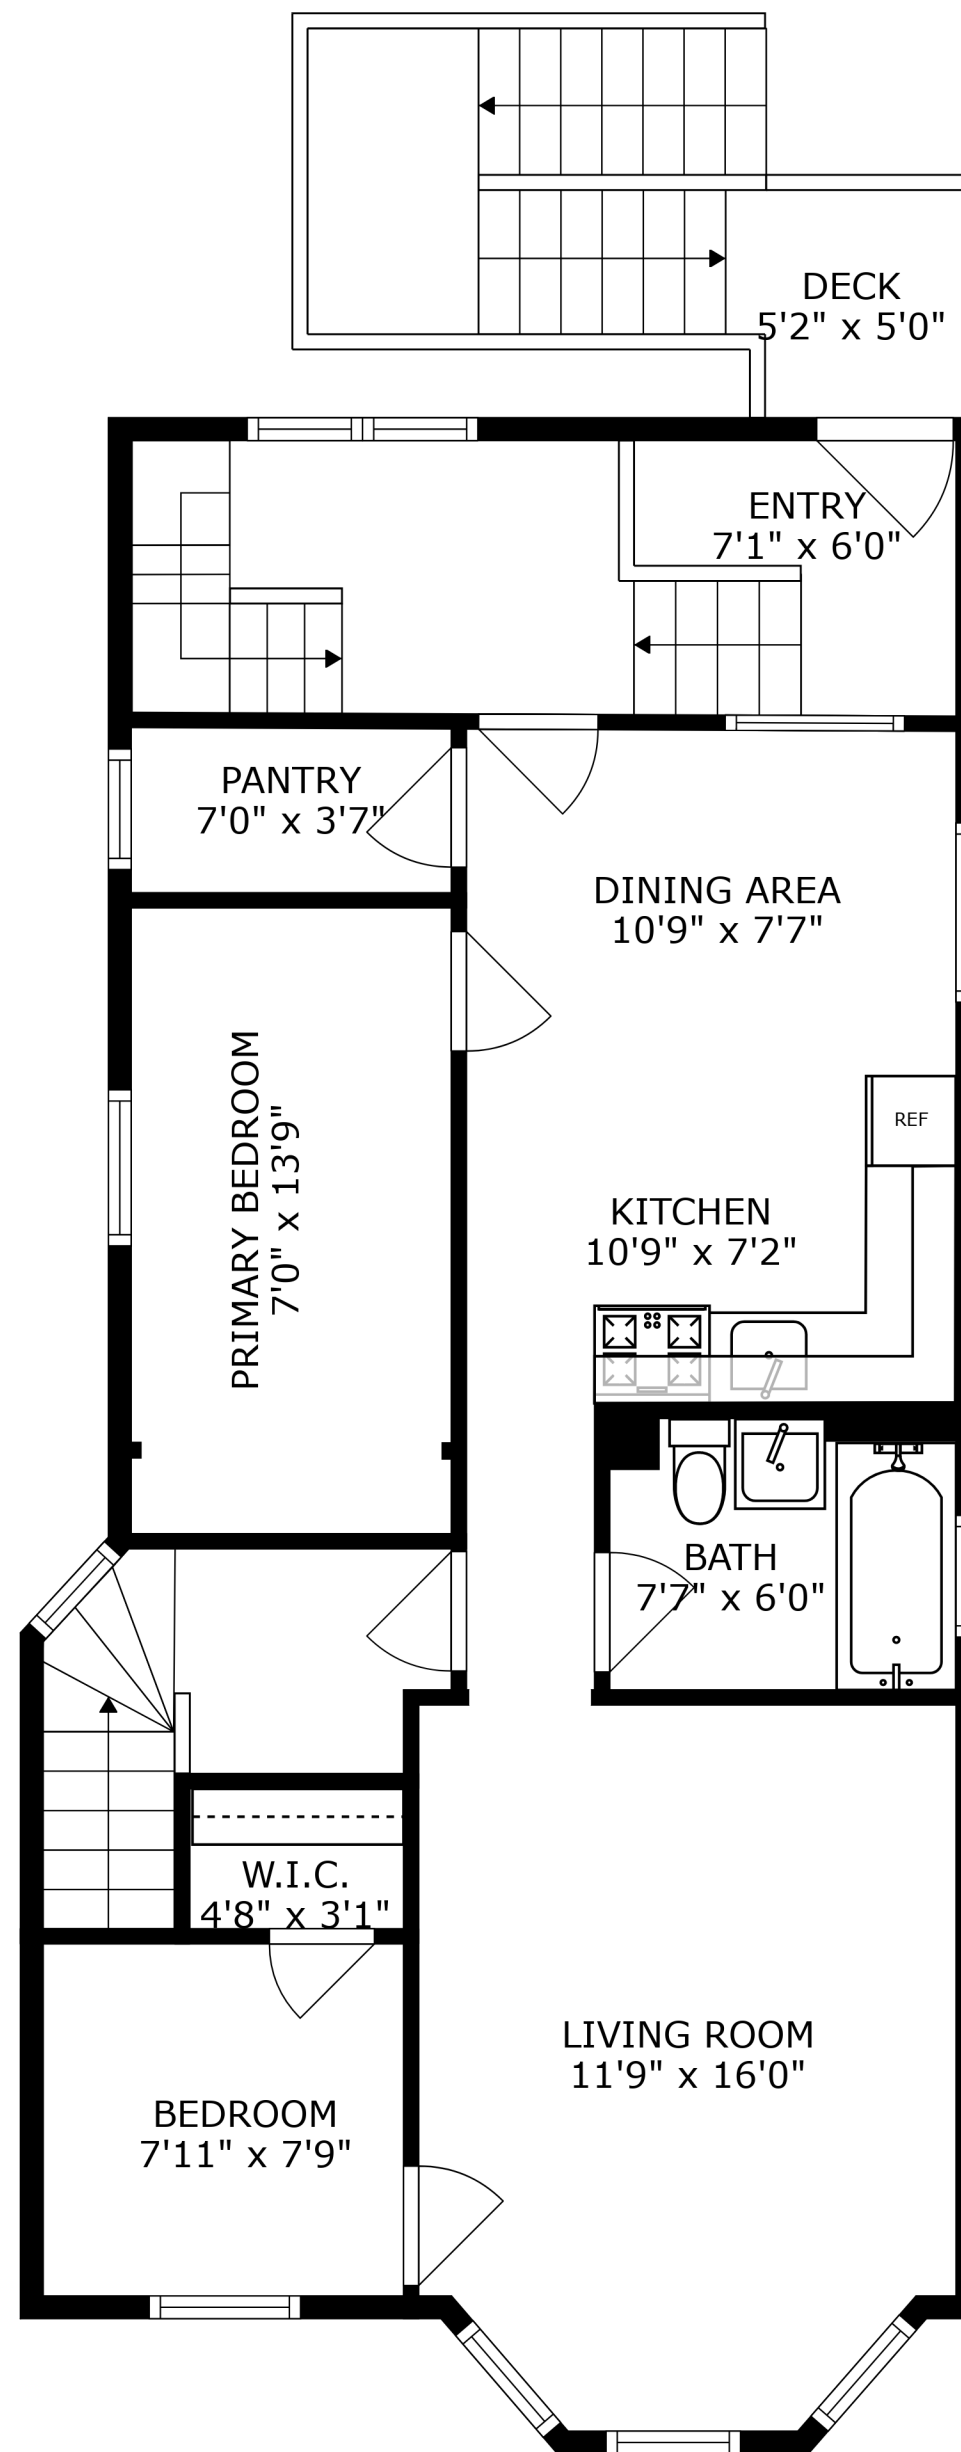 DECK
5'2" x 5'0"
ENTRY
7'1" x 6'0"
PANTRY
7'0" x 3'7"
DINING AREA
10'9" x 7'7"
PRIMARY BEDROOM
7'0" x 13'9"
REF
KITCHEN
10'9" x 7'2"
BATH
7'7" x 6'0"
W.I.C.
4'8" x 3'1"
LIVING ROOM
11'9" x 16'0"
BEDROOM
7'11" x 7'9"